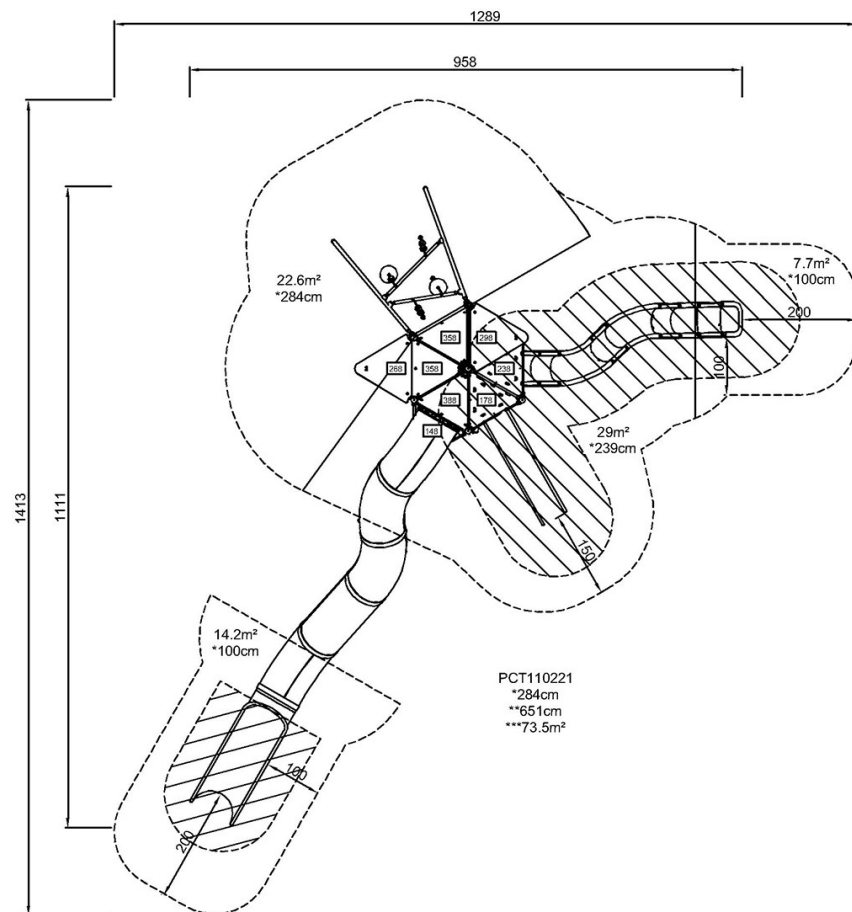 1289
958
1413
1111
22.6m²
*284cm
7.7m²
*100cm
200
100
358
298
268
358
238
388
178
148
29m²
*239cm
150
14.2m²
*100cm
100
200
PCT110221
*284cm
**651cm
***73.5m²